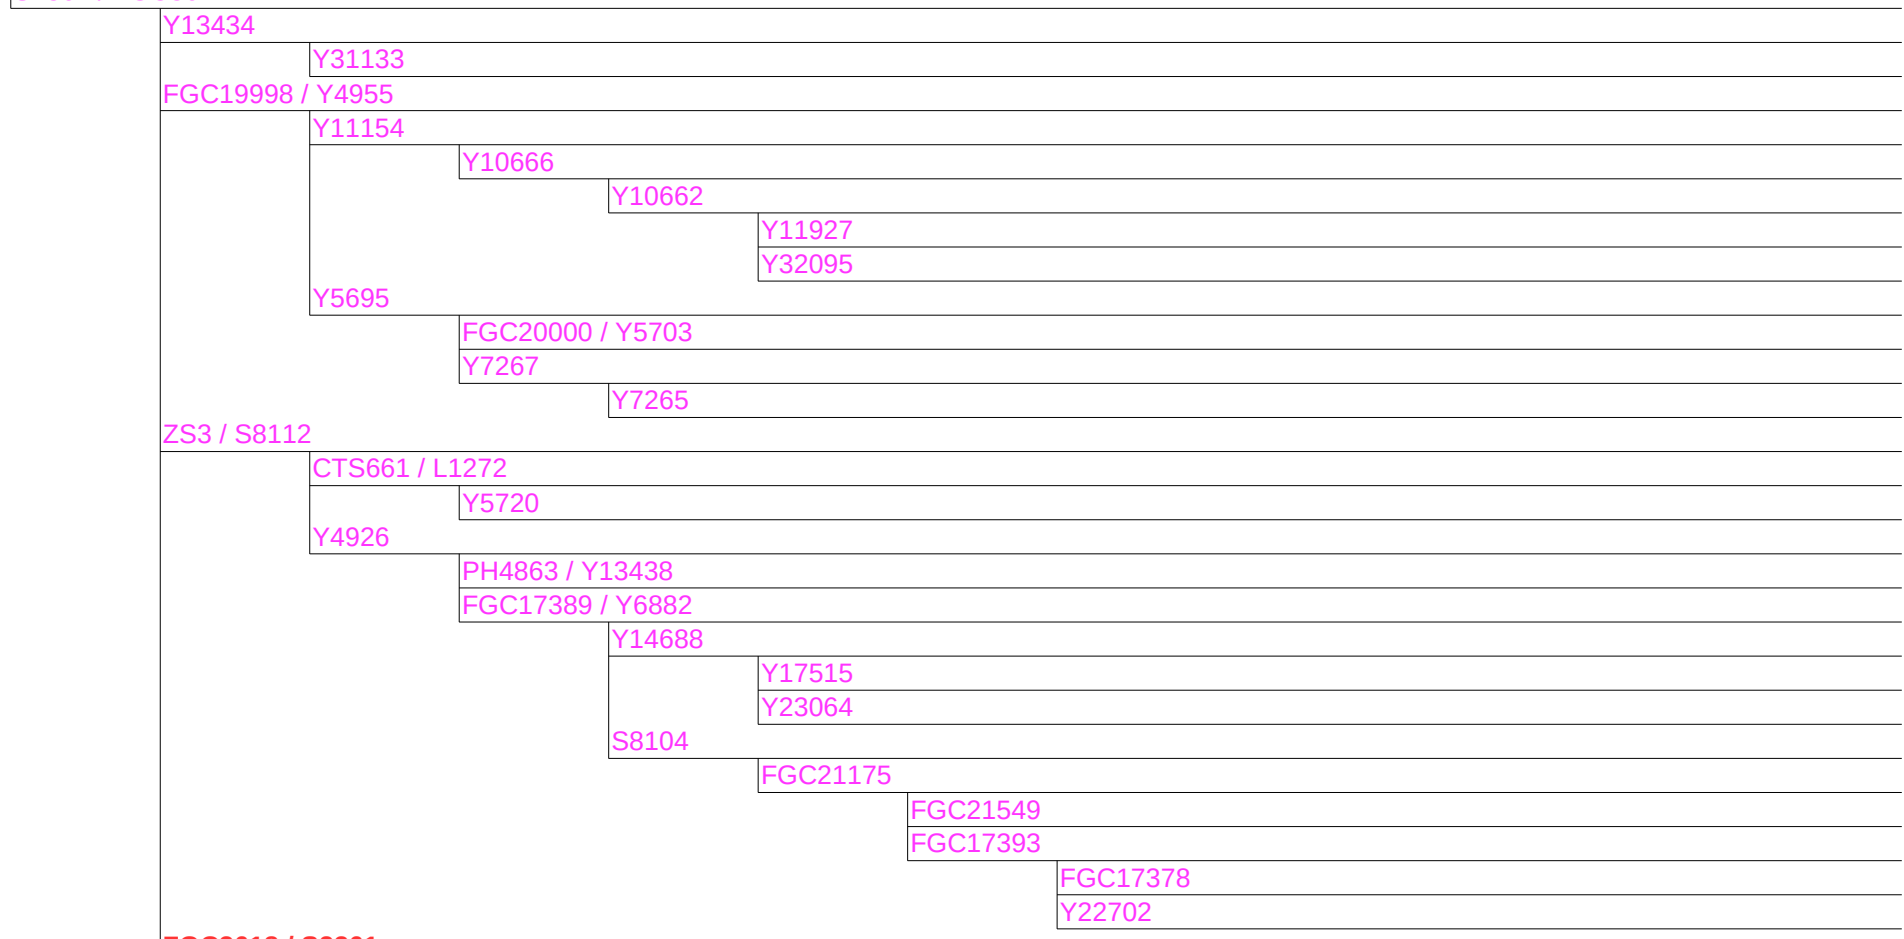 Y13434
Y31133
FGC19998 / Y4955
Y11154
Y10666
Y10662
Y11927
Y32095
Y5695
FGC20000 / Y5703
Y7267
Y7265
ZS3 / S8112
CTS661 / L1272
Y5720
Y4926
PH4863 / Y13438
FGC17389 / Y6882
Y14688
Y17515
Y23064
S8104
FGC21175
FGC21549
FGC17393
FGC17378
Y22702